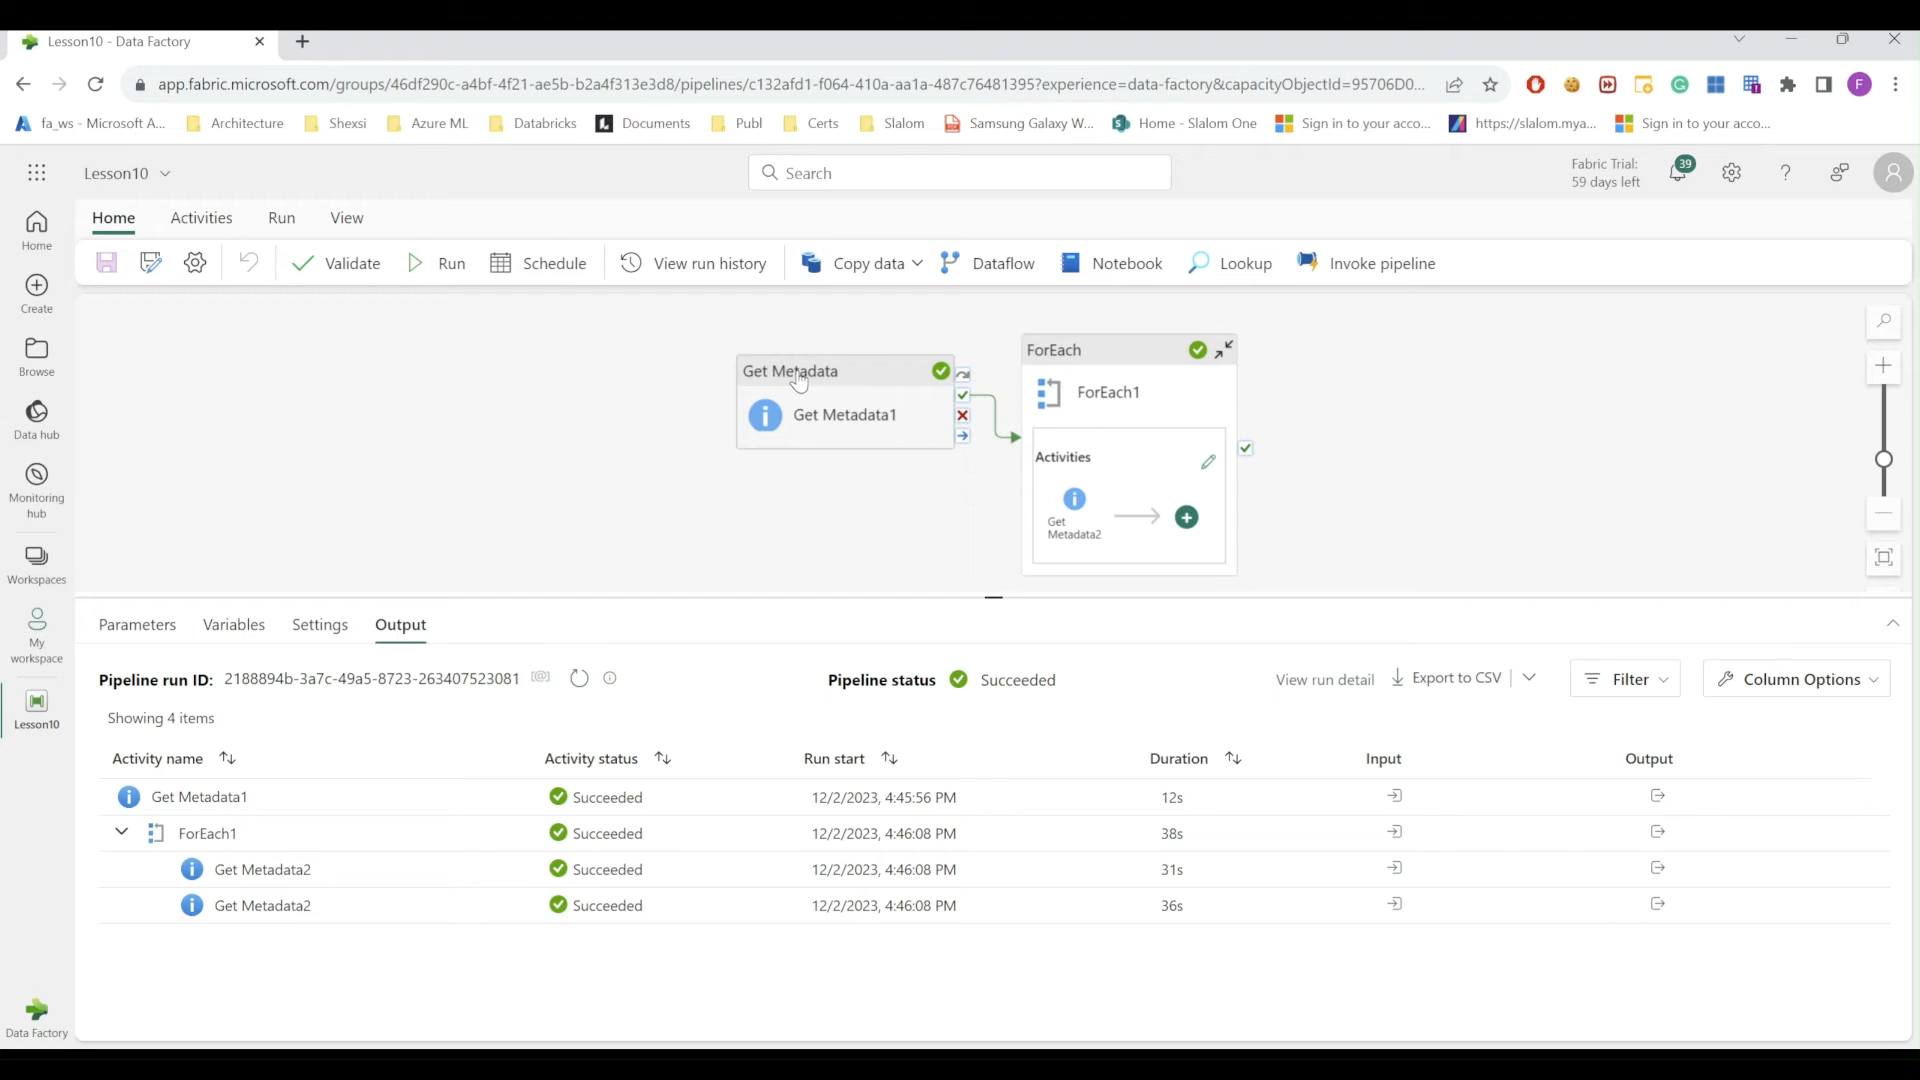 Lesson10 - Data Factory
app.fabric.microsoft.com/groups/46df290c-a4bf-4f21-ae5b-b2a4f313e3d8/pipelines/c132afd1-f064-410a-aa1a-487c76481395?experience=data-factory&capacityObjectId=95706D0...
F
fa_ws - Microsoft A...
Architecture
Shexsi
Azure ML
Databricks
Documents
Publ
Certs
Slalom
Samsung Galaxy W...
Home - Slalom One
Sign in to your acco...
https://slalom.mya...
Sign in to your acco...
Lesson10
Search
Fabric Trial:
59 days left
39
Home
Activities
Run
View
Validate
Run
Schedule
View run history
Copy data
Dataflow
Notebook
Lookup
Invoke pipeline
Home
Create
Browse
Data hub
Monitoring
hub
Workspaces
My
workspace
Lesson10
Data Factory
Get Metadata
Get Metadata1
ForEach
ForEach1
Activities
Get
Metadata2
Parameters
Variables
Settings
Output
Pipeline run ID: 2188894b-3a7c-49a5-8723-263407523081
Pipeline status
Succeeded
View run detail
Export to CSV
Filter
Column Options
Showing 4 items
Activity name
Activity status
Run start
Duration
Input
Output
Get Metadata1 Succeeded 12/2/2023, 4:45:56 PM 12s
ForEach1 Succeeded 12/2/2023, 4:46:08 PM 38s
Get Metadata2 Succeeded 12/2/2023, 4:46:08 PM 31s
Get Metadata2 Succeeded 12/2/2023, 4:46:08 PM 36s